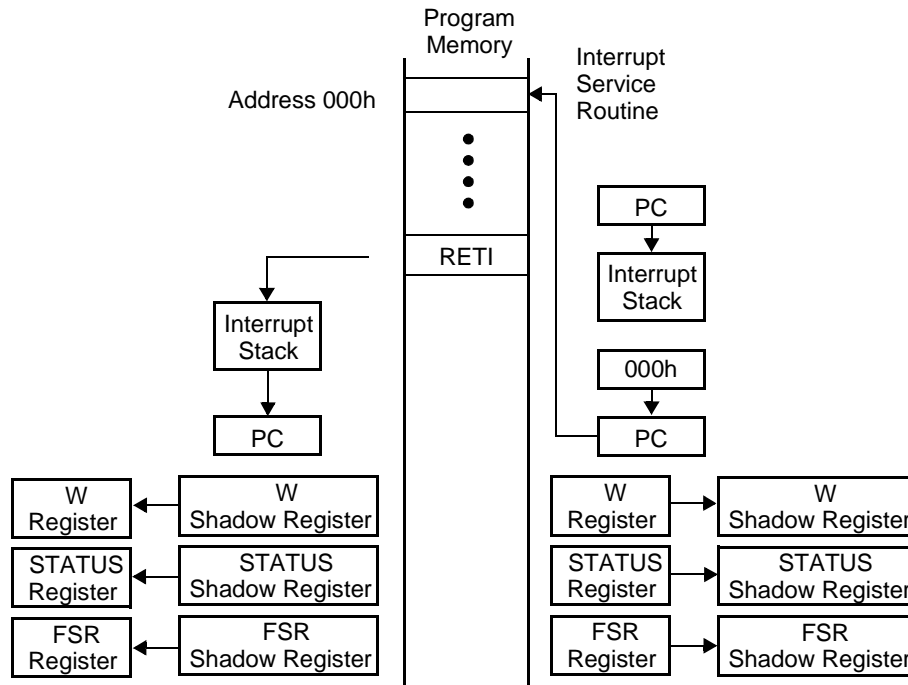 Program
Memory
Interrupt
Service
Routine
Address 000h
PC
RETI
Interrupt
Stack
Interrupt
Stack
000h
PC
PC
W
Register
W
Shadow Register
W
Register
W
Shadow Register
STATUS
Register
STATUS
Shadow Register
STATUS
Register
STATUS
Shadow Register
FSR
Register
FSR
Shadow Register
FSR
Register
FSR
Shadow Register